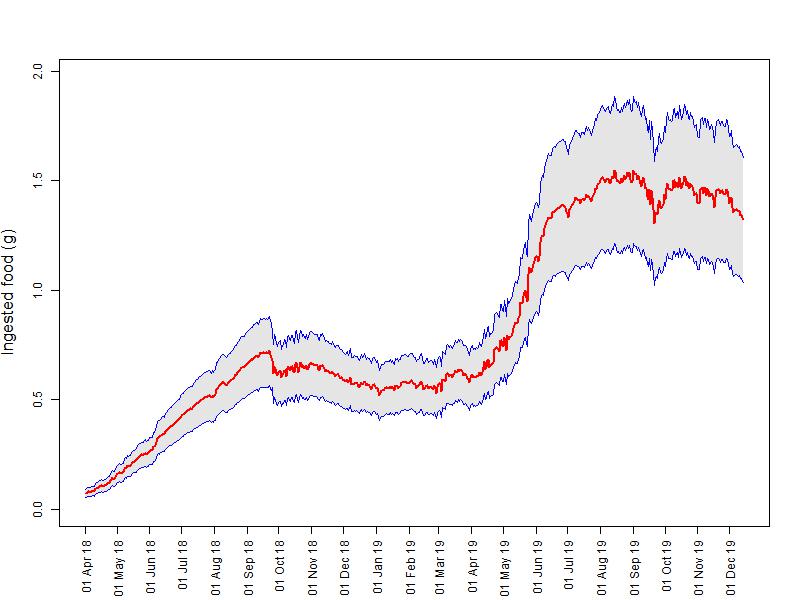 Ingested food (g)
2.0
1.5
1.0
0.5
0.0
01 Apr 18
01 May 18
01 Jun 18
01 Jul 18
01 Aug 18
01 Sep 18
01 Oct 18
01 Nov 18
01 Dec 18
01 Jan 19
01 Feb 19
01 Mar 19
01 Apr 19
01 May 19
01 Jun 19
01 Jul 19
01 Aug 19
01 Sep 19
01 Oct 19
01 Nov 19
01 Dec 19